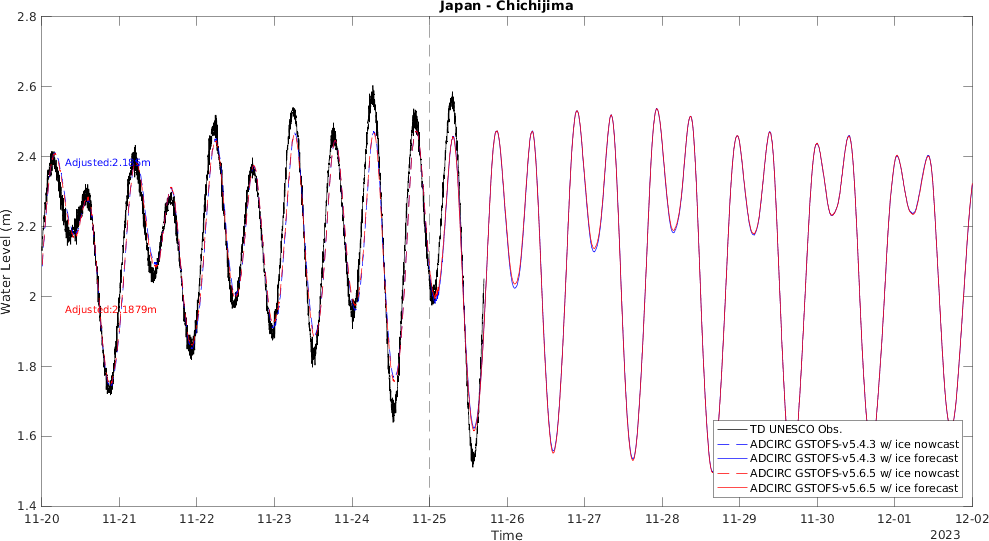 Japan - Chichijima
Water Level (m)
2.8
2.6
2.4
2.2
2
1.8
1.6
1.4
Adjusted:2.1879m
TD UNESCO Obs.
ADCIRC GSTOFS-v5.4.3 w/ ice nowcast
ADCIRC GSTOFS-v5.4.3 w/ ice forecast
ADCIRC GSTOFS-v5.6.5 w/ ice nowcast
ADCIRC GSTOFS-v5.6.5 w/ ice forecast
11-20 11-21 11-22 11-23 11-24 11-25 11-26 11-27 11-28 11-29 11-30 12-01 12-02
Time
2023